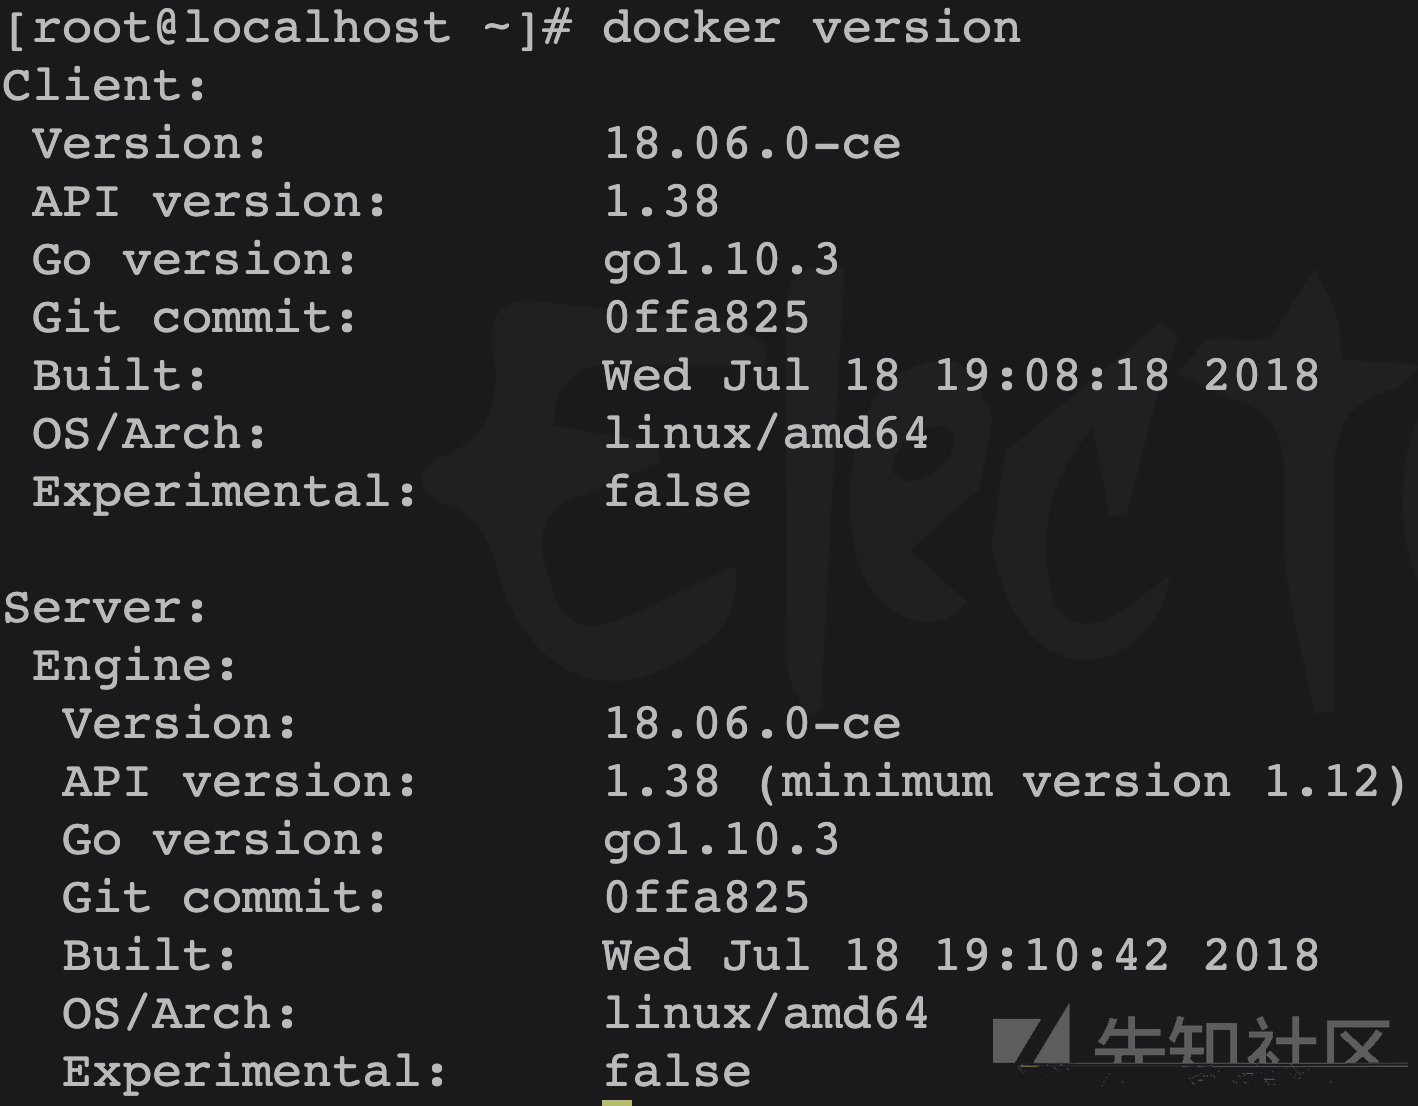 [root@localhost ~]# docker version
Client:
 Version:           18.06.0-ce
 API version:       1.38
 Go version:        go1.10.3
 Git commit:        0ffa825
 Built:             Wed Jul 18 19:08:18 2018
 OS/Arch:           linux/amd64
 Experimental:      false

Server:
 Engine:
  Version:          18.06.0-ce
  API version:      1.38 (minimum version 1.12)
  Go version:       go1.10.3
  Git commit:       0ffa825
  Built:            Wed Jul 18 19:10:42 2018
  OS/Arch:          linux/amd64
  Experimental:     false
Elect
先知社区